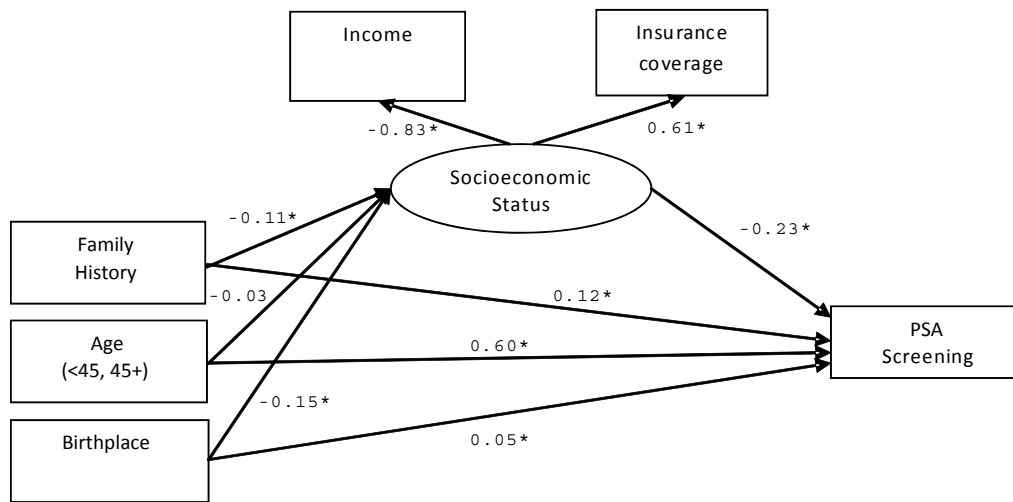 Income
Insurance
coverage
-0.83*
0.61*
Socioeconomic
Status
-0.11*
-0.23*
Family
History
-0.03
0.12*
PSA
Screening
Age
(<45, 45+)
0.60*
-0.15*
Birthplace
0.05*